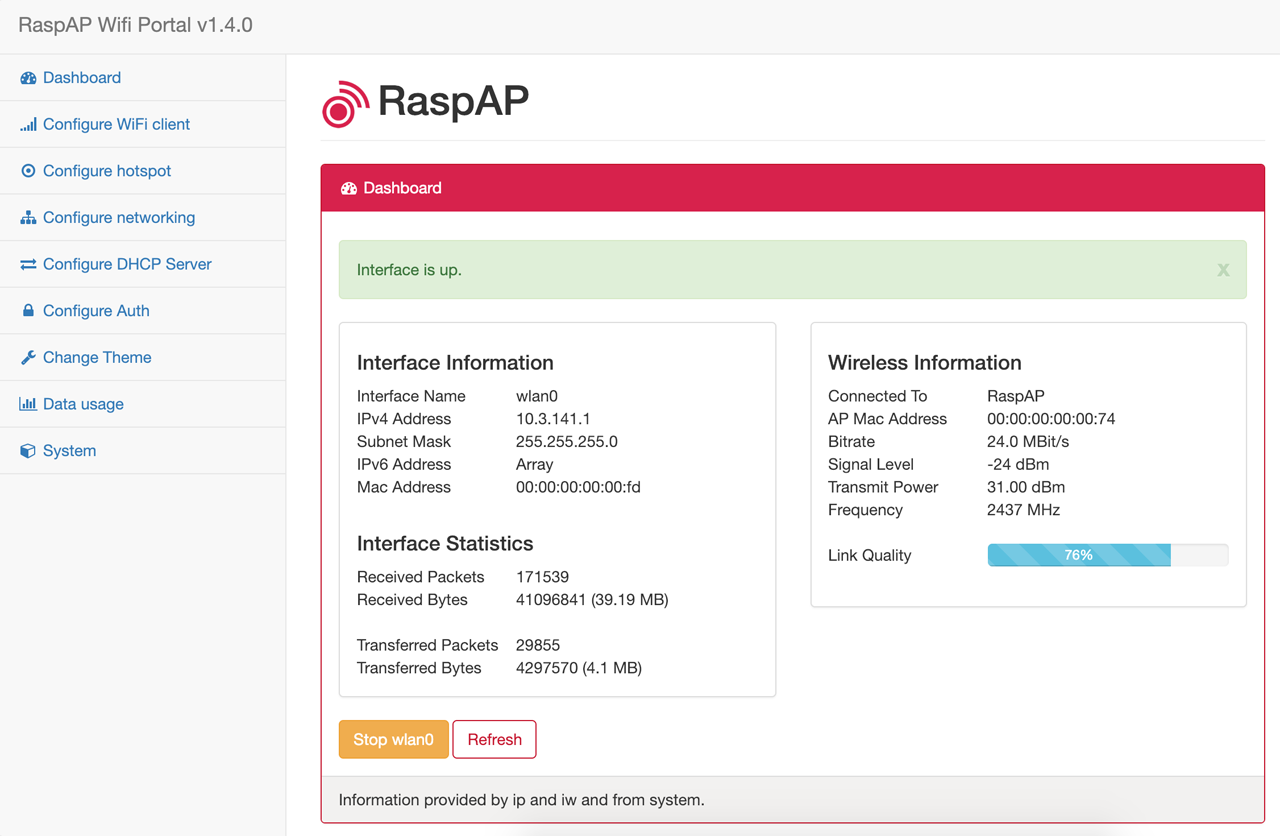 RaspAP Wifi Portal v1.4.0
Dashboard
Configure WiFi client
Configure hotspot
Configure networking
Configure DHCP Server
Configure Auth
Change Theme
Data usage
System
RaspAP
Dashboard
Interface is up.
x
Interface Information
Interface Name wlan0
IPv4 Address 10.3.141.1
Subnet Mask 255.255.255.0
IPv6 Address Array
Mac Address 00:00:00:00:00:fd
Interface Statistics
Received Packets 171539
Received Bytes 41096841 (39.19 MB)
Transferred Packets 29855
Transferred Bytes 4297570 (4.1 MB)
Wireless Information
Connected To RaspAP
AP Mac Address 00:00:00:00:00:74
Bitrate 24.0 MBit/s
Signal Level -24 dBm
Transmit Power 31.00 dBm
Frequency 2437 MHz
Link Quality 76%
Stop wlan0 Refresh
Information provided by ip and iw and from system.